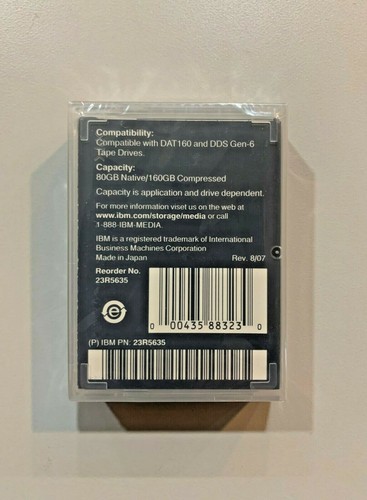 Compatibility:
Compatible with DAT160 and DDS Gen-6
Tape Drives.
Capacity:
80GB Native/160GB Compressed
Capacity is application and drive dependent.
For more information viset us on the web at
www.ibm.com/storage/media or call
1-888-IBM-MEDIA.
IBM is a registered trademark of International
Business Machines Corporation
Made in Japan Rev. 8/07
Reorder No.
23R5635
e
0 00435 88323 0
(P) IBM PN: 23R5635